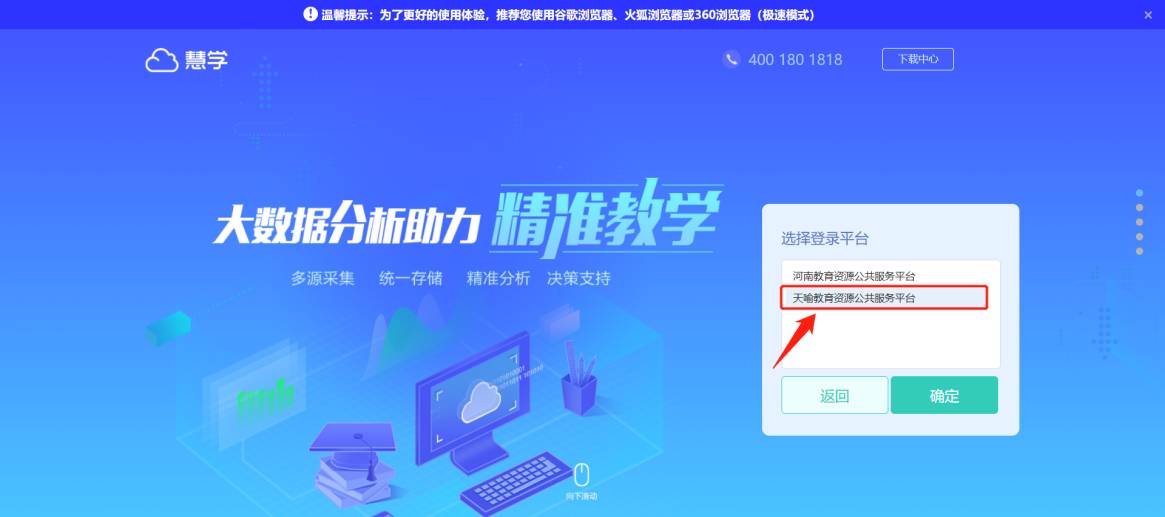 温馨提示：为了更好的使用体验，推荐您使用谷歌浏览器、火狐浏览器或360浏览器（极速模式）
慧学
400 180 1818
下载中心
大数据分析助力 精准教学
多源采集 统一存储 精准分析 决策支持
选择登录平台
河南教育资源公共服务平台
天喻教育资源公共服务平台
返回
确定
向下滑动